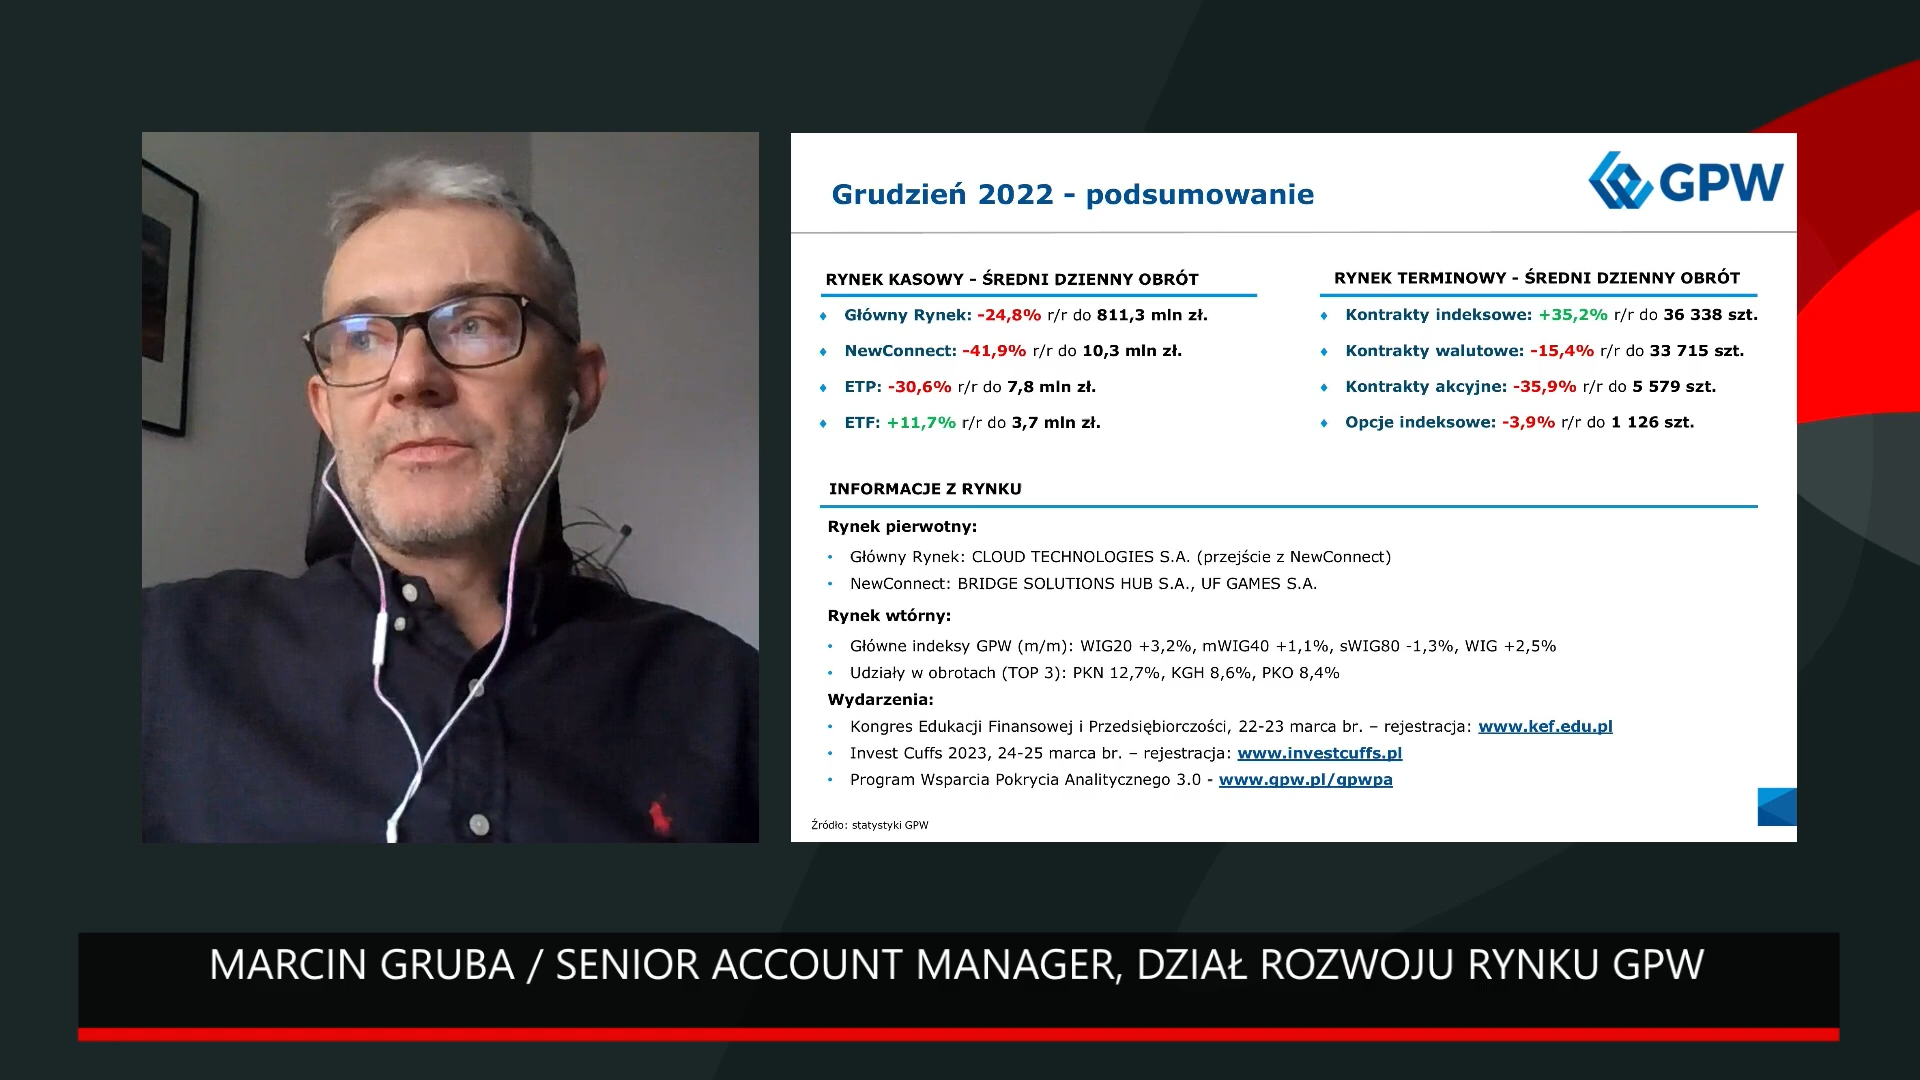 GPW
Grudzień 2022 - podsumowanie
RYNEK KASOWY - ŚREDNI DZIENNY OBRÓT
Główny Rynek: -24,8% r/r do 811,3 mln zł.
NewConnect: -41,9% r/r do 10,3 mln zł.
ETP: -30,6% r/r do 7,8 mln zł.
ETF: +11,7% r/r do 3,7 mln zł.
RYNEK TERMINOWY - ŚREDNI DZIENNY OBRÓT
Kontrakty indeksowe: +35,2% r/r do 36 338 szt.
Kontrakty walutowe: -15,4% r/r do 33 715 szt.
Kontrakty akcyjne: -35,9% r/r do 5 579 szt.
Opcje indeksowe: -3,9% r/r do 1 126 szt.
INFORMACJE Z RYNKU
Rynek pierwotny:
Główny Rynek: CLOUD TECHNOLOGIES S.A. (przejście z NewConnect)
NewConnect: BRIDGE SOLUTIONS HUB S.A., UF GAMES S.A.
Rynek wtórny:
Główne indeksy GPW (m/m): WIG20 +3,2%, mWIG40 +1,1%, sWIG80 -1,3%, WIG +2,5%
Udziały w obrotach (TOP 3): PKN 12,7%, KGH 8,6%, PKO 8,4%
Wydarzenia:
Kongres Edukacji Finansowej i Przedsiębiorczości, 22-23 marca br. – rejestracja: www.kef.edu.pl
Invest Cuffs 2023, 24-25 marca br. – rejestracja: www.investcuffs.pl
Program Wsparcia Pokrycia Analitycznego 3.0 - www.gpw.pl/gpwpa
Źródło: statystyki GPW
MARCIN GRUBA / SENIOR ACCOUNT MANAGER, DZIAŁ ROZWOJU RYNKU GPW